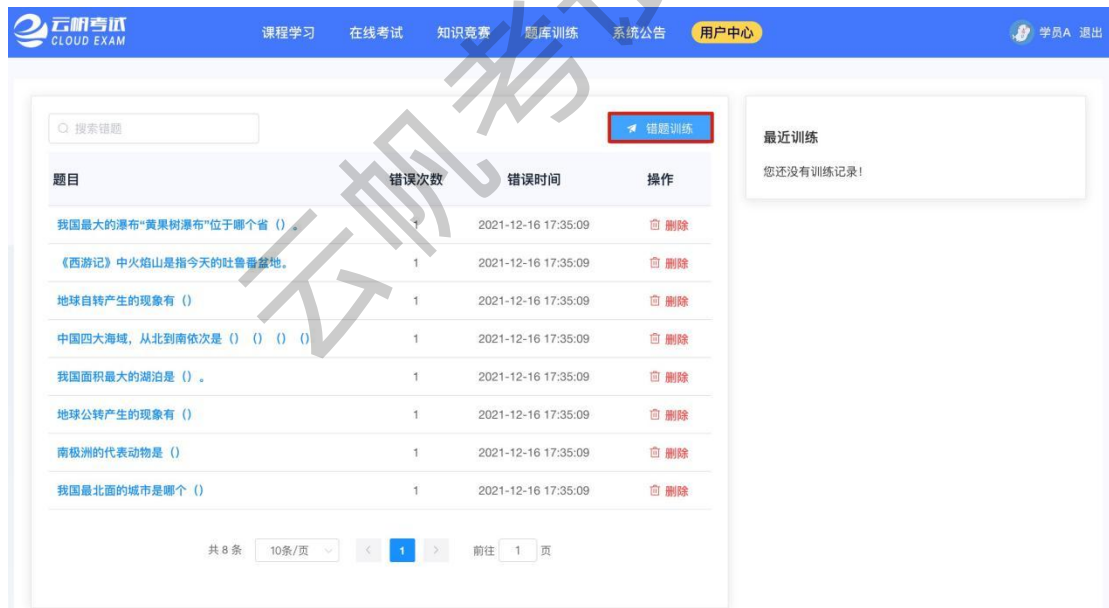 云帆考试
CLOUD EXAM
课程学习 在线考试 知识竞赛 题库训练 系统公告 用户中心 学员A 退出
搜索错题 错题训练
题目 错误次数 错误时间 操作
我国最大的瀑布“黄果树瀑布”位于哪个省()。 1 2021-12-16 17:35:09 删除
《西游记》中火焰山是指今天的吐鲁番盆地。 1 2021-12-16 17:35:09 删除
地球自转产生的现象有() 1 2021-12-16 17:35:09 删除
中国四大海域,从北到南依次是() () () () 1 2021-12-16 17:35:09 删除
我国面积最大的湖泊是()。 1 2021-12-16 17:35:09 删除
地球公转产生的现象有() 1 2021-12-16 17:35:09 删除
南极洲的代表动物是() 1 2021-12-16 17:35:09 删除
我国最北面的城市是哪个() 1 2021-12-16 17:35:09 删除
共8条 10条/页 < 1 > 前往 1 页
最近训练
您还没有训练记录!
云帆考试